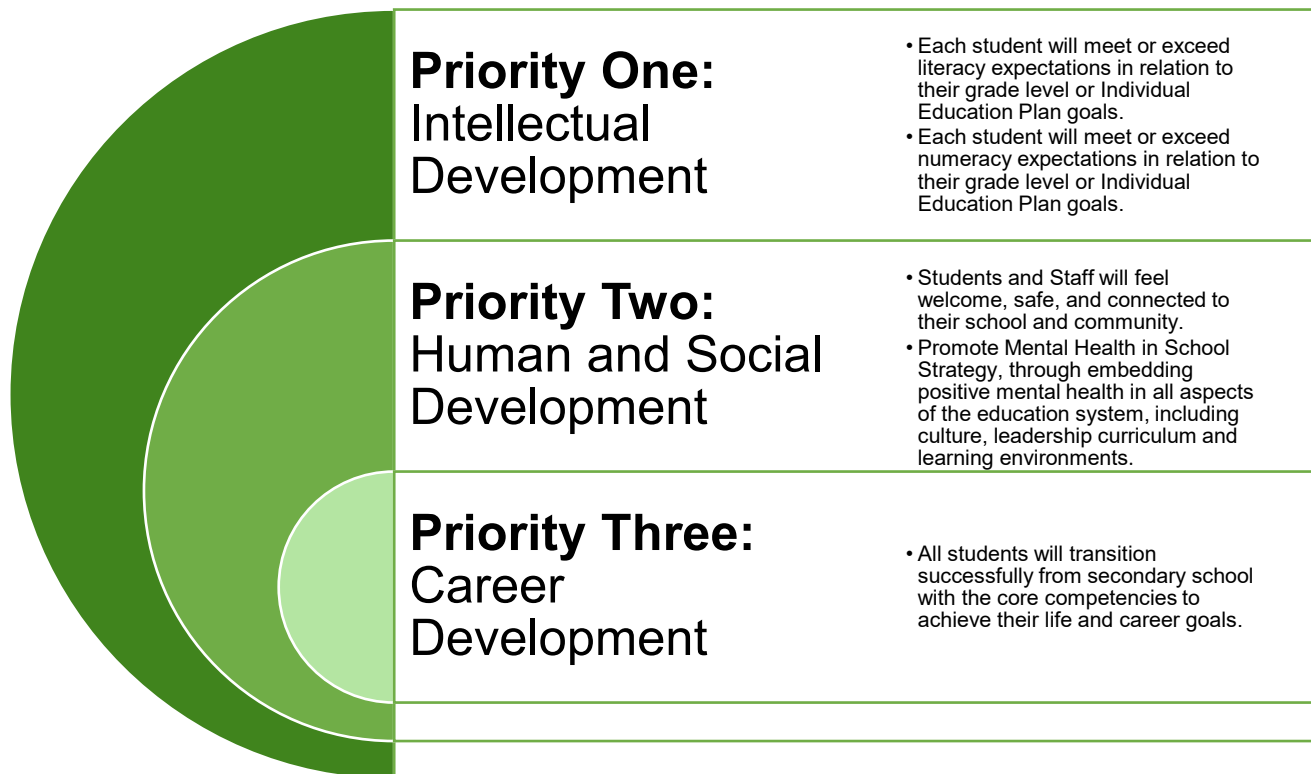 Priority One:
Intellectual
Development
• Each student will meet or exceed
literacy expectations in relation to
their grade level or Individual
Education Plan goals.
• Each student will meet or exceed
numeracy expectations in relation to
their grade level or Individual
Education Plan goals.
Priority Two:
Human and Social
Development
• Students and Staff will feel
welcome, safe, and connected to
their school and community.
• Promote Mental Health in School
Strategy, through embedding
positive mental health in all aspects
of the education system, including
culture, leadership curriculum and
learning environments.
Priority Three:
Career
Development
• All students will transition
successfully from secondary school
with the core competencies to
achieve their life and career goals.